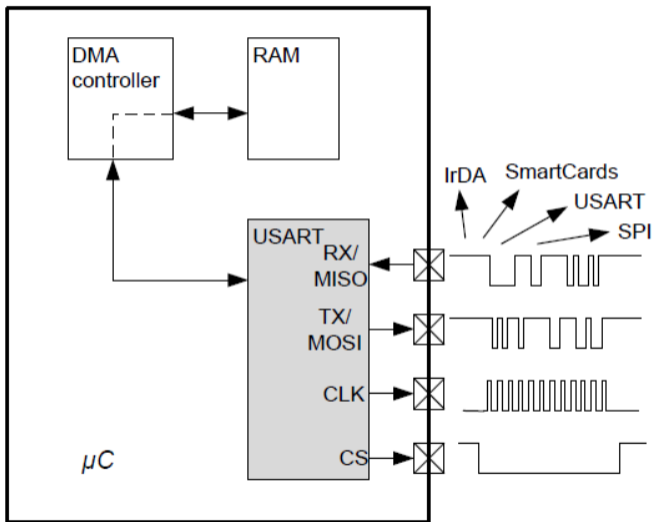 DMA
controller
RAM
IrDA
SmartCards
USART
SPI
USART
RX/
MISO
TX/
MOSI
CLK
CS
µC